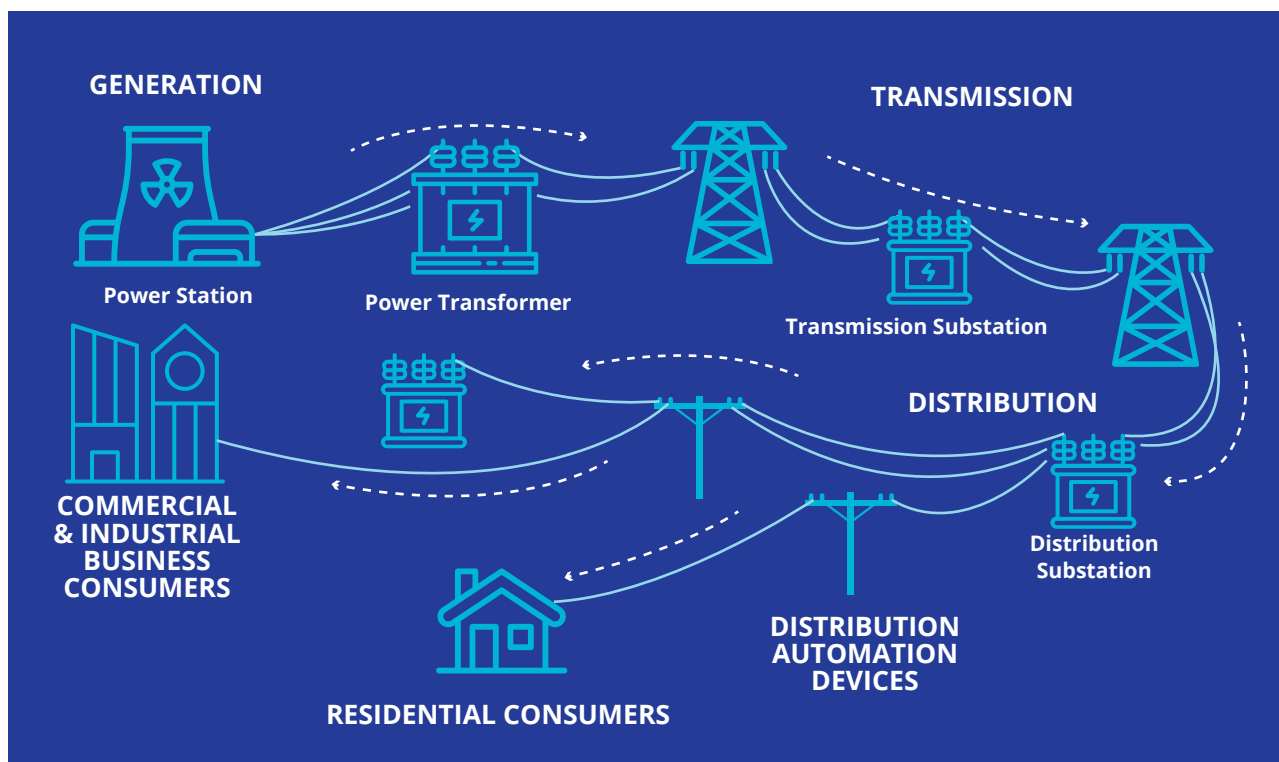 GENERATION
TRANSMISSION
Power Station
Power Transformer
Transmission Substation
DISTRIBUTION
COMMERCIAL
& INDUSTRIAL
BUSINESS
CONSUMERS
Distribution
Substation
DISTRIBUTION
AUTOMATION
DEVICES
RESIDENTIAL CONSUMERS